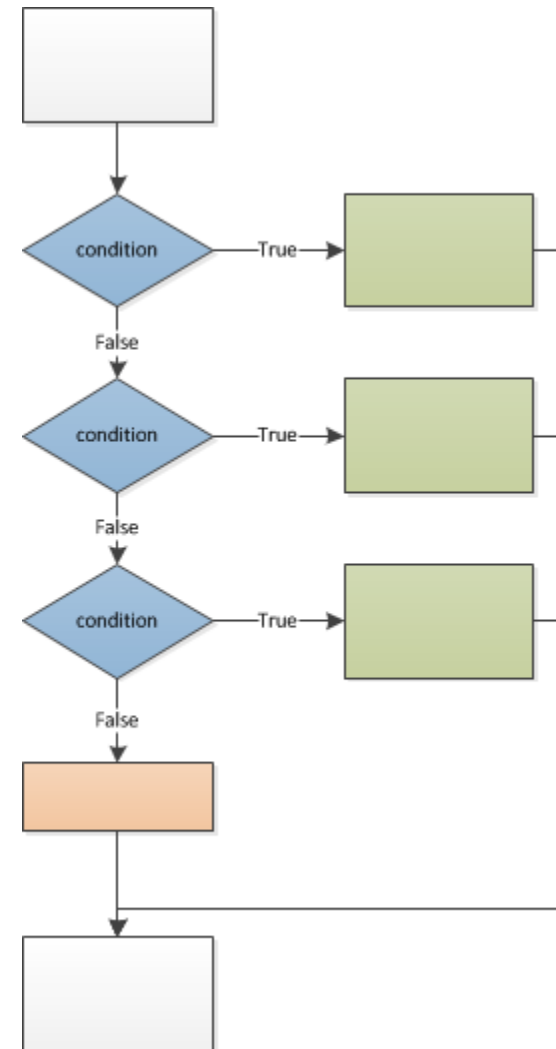 condition
True
False
condition
True
False
condition
True
False